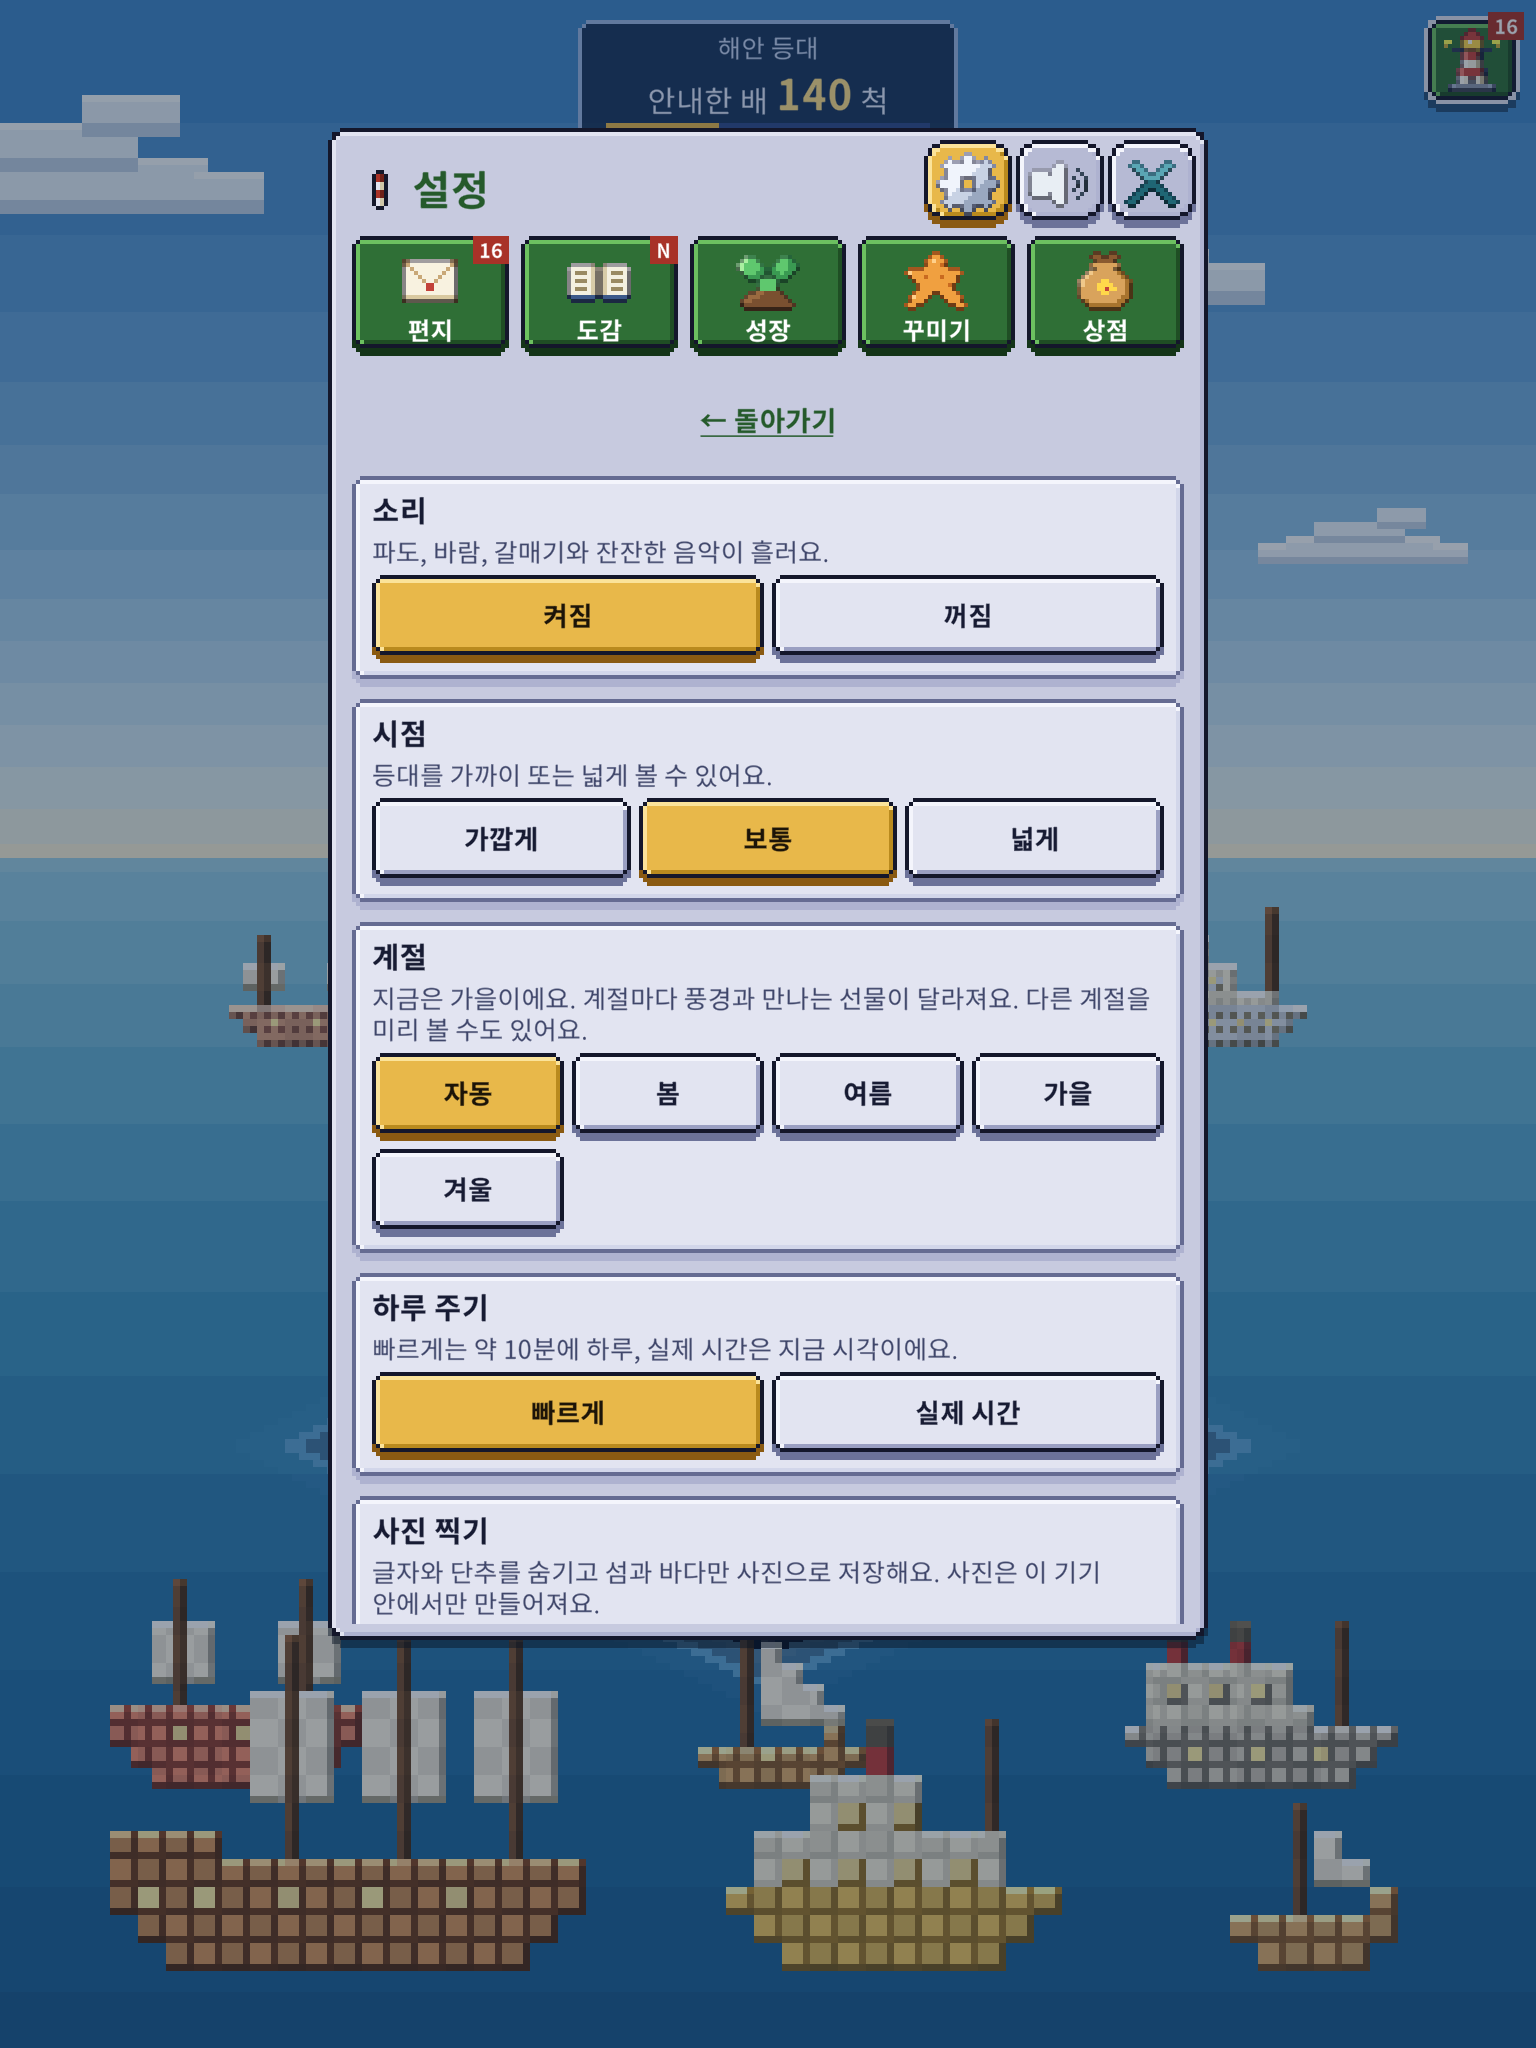 해안 등대
안내한 배 140 척
16
설정
16
N
편지
도감
성장
꾸미기
상점
← 돌아가기
소리
파도, 바람, 갈매기와 잔잔한 음악이 흘러요.
켜짐
꺼짐
시점
등대를 가까이 또는 넓게 볼 수 있어요.
가깝게
보통
넓게
계절
지금은 가을이에요. 계절마다 풍경과 만나는 선물이 달라져요. 다른 계절을
미리 볼 수도 있어요.
자동
봄
여름
가을
겨울
하루 주기
빠르게는 약 10분에 하루, 실제 시간은 지금 시각이에요.
빠르게
실제 시간
사진 찍기
글자와 단추를 숨기고 섬과 바다만 사진으로 저장해요. 사진은 이 기기
안에서만 만들어져요.